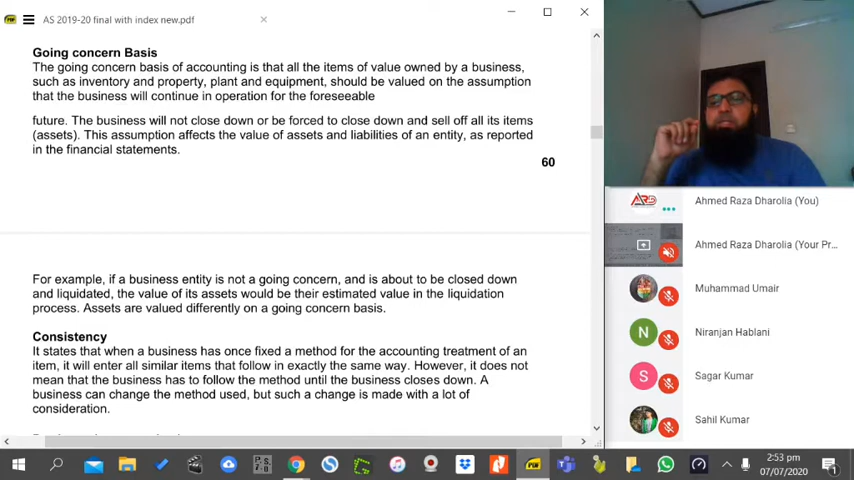 AS 2019-20 final with index new.pdf
Going concern Basis
The going concern basis of accounting is that all the items of value owned by a business,
such as inventory and property, plant and equipment, should be valued on the assumption
that the business will continue in operation for the foreseeable
future. The business will not close down or be forced to close down and sell off all its items
(assets). This assumption affects the value of assets and liabilities of an entity, as reported
in the financial statements.
60
For example, if a business entity is not a going concern, and is about to be closed down
and liquidated, the value of its assets would be their estimated value in the liquidation
process. Assets are valued differently on a going concern basis.
Consistency
It states that when a business has once fixed a method for the accounting treatment of an
item, it will enter all similar items that follow in exactly the same way. However, it does not
mean that the business has to follow the method until the business closes down. A
business can change the method used, but such a change is made with a lot of
consideration.
ARD
Ahmed Raza Dharolia (You)
Ahmed Raza Dharolia (Your Pr...
Muhammad Umair
N
Niranjan Hablani
S
Sagar Kumar
Sahil Kumar
2:53 pm
07/07/2020